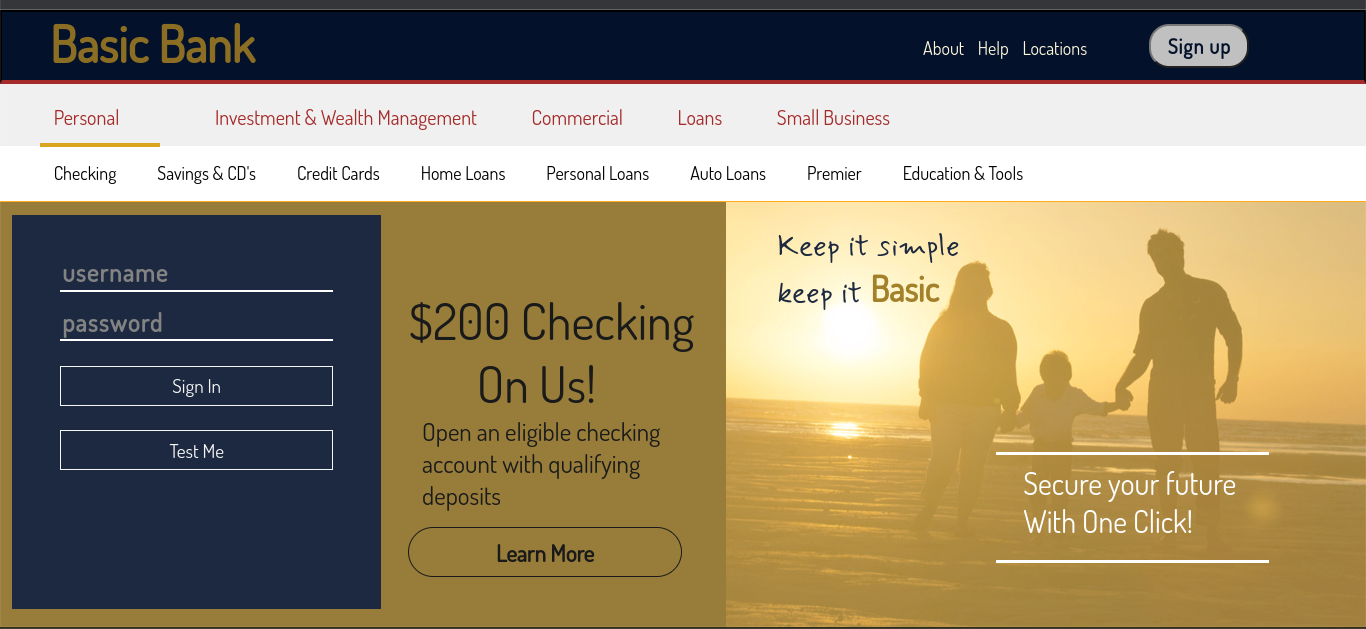 Basic Bank
About Help Locations
Sign up
Personal Investment & Wealth Management Commercial Loans Small Business
Checking Savings & CD's Credit Cards Home Loans Personal Loans Auto Loans Premier Education & Tools
username
password
Sign In
Test Me
$200 Checking
On Us!
Open an eligible checking
account with qualifying
deposits
Learn More
Keep it simple
keep it Basic
Secure your future
With One Click!